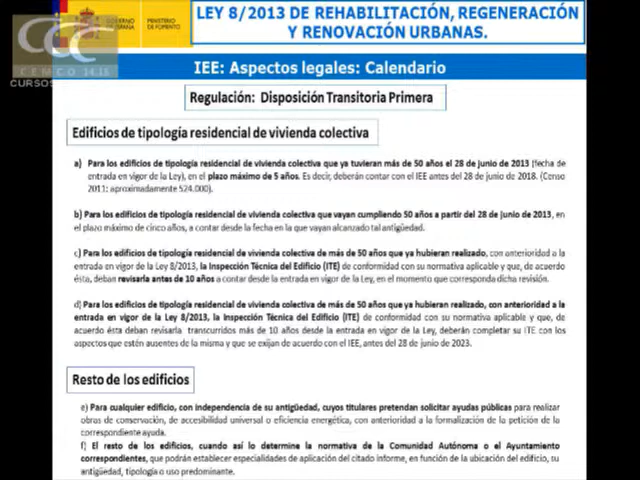 GOBIERNO
DE ESPAÑA
MINISTERIO
DE FOMENTO
CEMCO 14-15
CURSOS
LEY 8/2013 DE REHABILITACIÓN, REGENERACIÓN
Y RENOVACIÓN URBANAS.
IEE: Aspectos legales: Calendario
Regulación: Disposición Transitoria Primera
Edificios de tipología residencial de vivienda colectiva
a) Para los edificios de tipología residencial de vivienda colectiva que ya tuvieran más de 50 años el 28 de junio de 2013 (fecha de
entrada en vigor de la Ley), en el plazo máximo de 5 años. Es decir, deberán contar con el IEE antes del 28 de junio de 2018. (Censo
2011: aproximadamente 524.000).
b) Para los edificios de tipología residencial de vivienda colectiva que vayan cumpliendo 50 años a partir del 28 de junio de 2013, en
el plazo máximo de cinco años, a contar desde la fecha en la que vayan alcanzado tal antigüedad.
c) Para los edificios de tipología residencial de vivienda colectiva de más de 50 años que ya hubieran realizado, con anterioridad a la
entrada en vigor de la Ley 8/2013, la Inspección Técnica del Edificio (ITE) de conformidad con su normativa aplicable y que, de acuerdo
ésta, deban revisarla antes de 10 años a contar desde la entrada en vigor de la Ley, en el momento que corresponda dicha revisión.
d) Para los edificios de tipología residencial de vivienda colectiva de más de 50 años que ya hubieran realizado, con anterioridad a la
entrada en vigor de la Ley 8/2013, la Inspección Técnica del Edificio (ITE) de conformidad con su normativa aplicable y que, de
acuerdo ésta deban revisarla transcurridos más de 10 años desde la entrada en vigor de la Ley, deberán completar su ITE con los
aspectos que estén ausentes de la misma y que se exijan de acuerdo con el IEE, antes del 28 de junio de 2023.
Resto de los edificios
e) Para cualquier edificio, con independencia de su antigüedad, cuyos titulares pretendan solicitar ayudas públicas para realizar
obras de conservación, de accesibilidad universal o eficiencia energética, con anterioridad a la formalización de la petición de la
correspondiente ayuda.
f) El resto de los edificios, cuando así lo determine la normativa de la Comunidad Autónoma o el Ayuntamiento
correspondientes, que podrán establecer especialidades de aplicación del citado informe, en función de la ubicación del edificio, su
antigüedad, tipología o uso predominante.